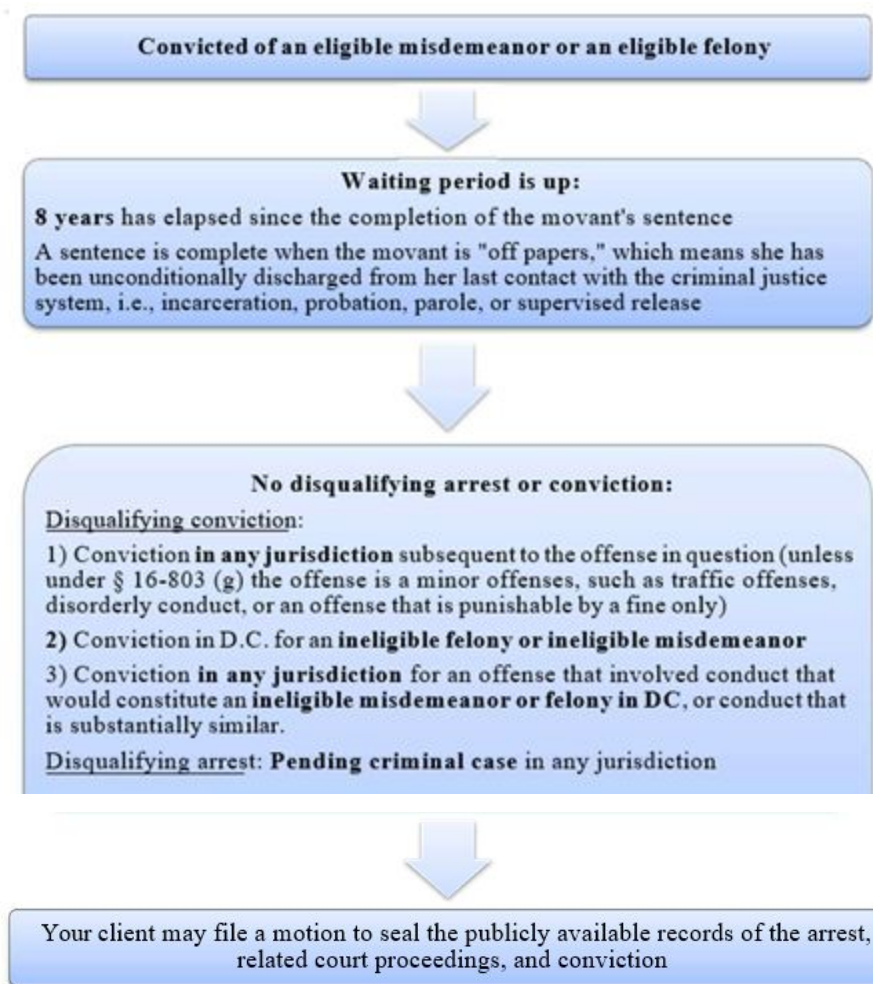 Convicted of an eligible misdemeanor or an eligible felony
Waiting period is up:
8 years has elapsed since the completion of the movant's sentence
A sentence is complete when the movant is "off papers," which means she has
been unconditionally discharged from her last contact with the criminal justice
system, i.e., incarceration, probation, parole, or supervised release
No disqualifying arrest or conviction:
Disqualifying conviction:
1) Conviction in any jurisdiction subsequent to the offense in question (unless
under § 16-803 (g) the offense is a minor offenses, such as traffic offenses,
disorderly conduct, or an offense that is punishable by a fine only)
2) Conviction in D.C. for an ineligible felony or ineligible misdemeanor
3) Conviction in any jurisdiction for an offense that involved conduct that
would constitute an ineligible misdemeanor or felony in DC, or conduct that
is substantially similar.
Disqualifying arrest: Pending criminal case in any jurisdiction
Your client may file a motion to seal the publicly available records of the arrest,
related court proceedings, and conviction